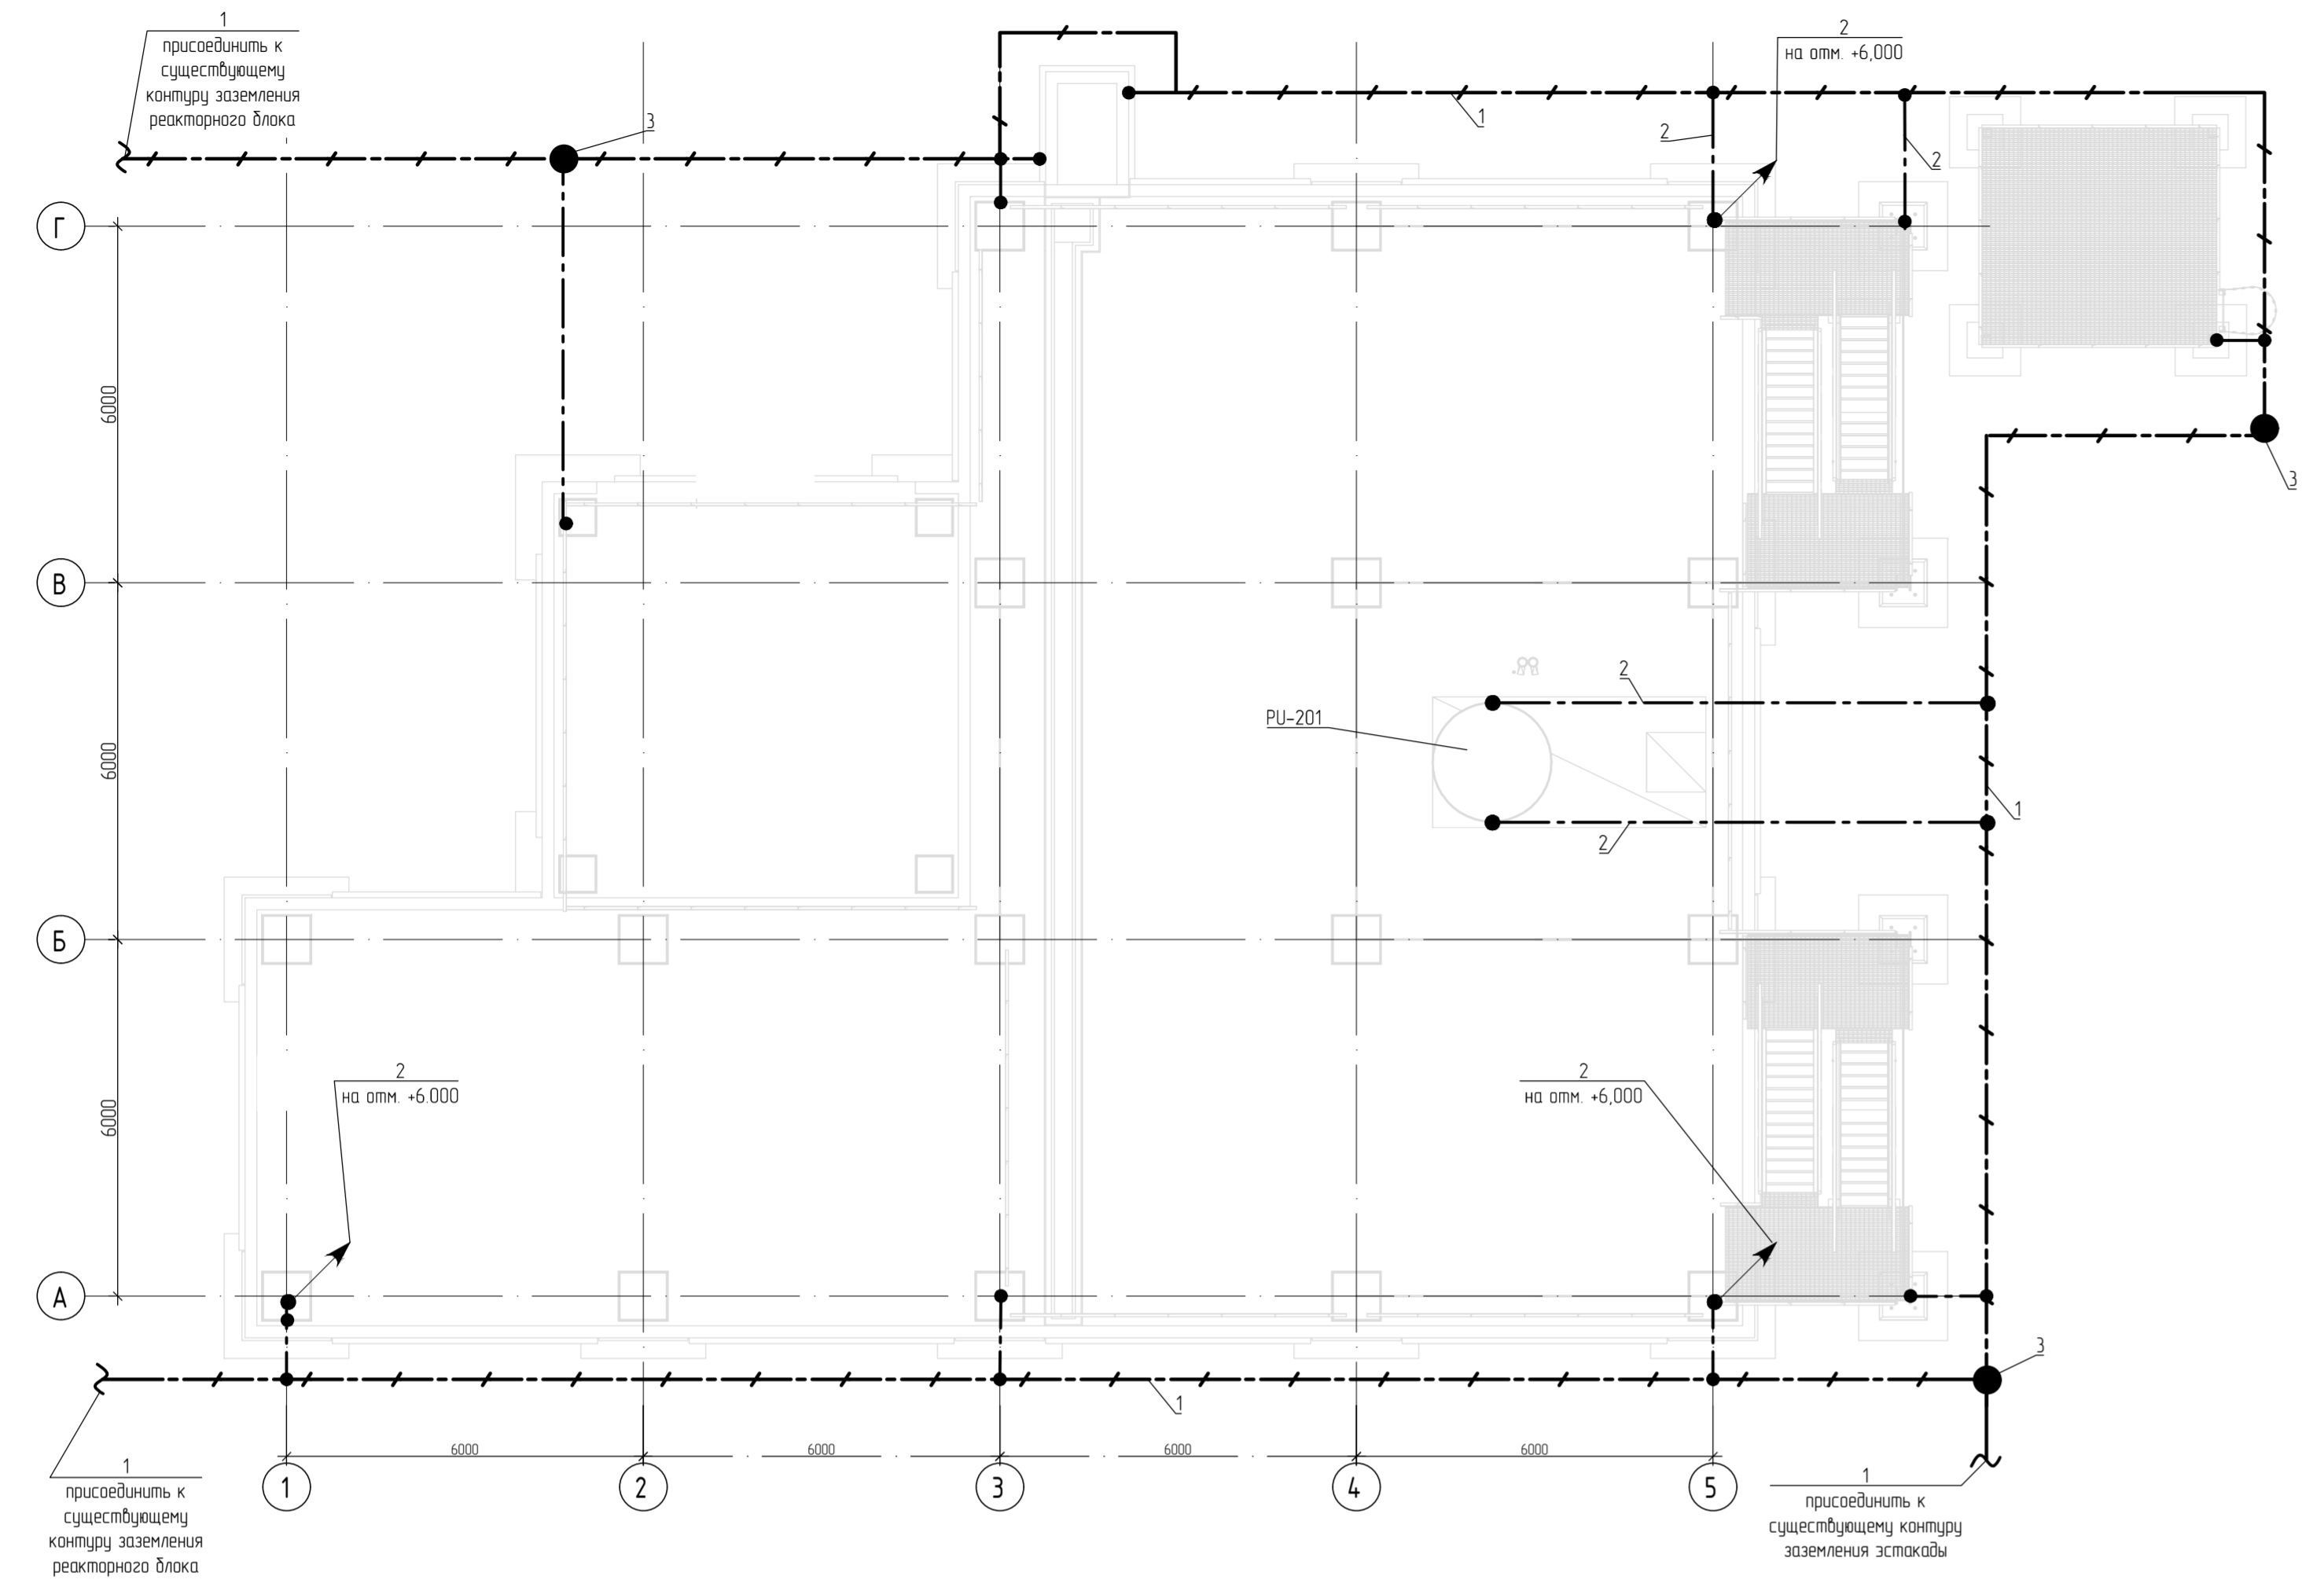 1
присоединить к
существующему
контуру заземления
реакторного блока
2
на отм. +6,000
3
1
2
2
Г
6000
3
В
2
PU-201
6000
1
2
Б
2
на отм. +6.000
2
на отм. +6,000
6000
А
3
1
6000
6000
6000
6000
1
2
3
4
5
1
присоединить к
существующему
контуру заземления
реакторного блока
1
присоединить к
существующему контуру
заземления эстакады